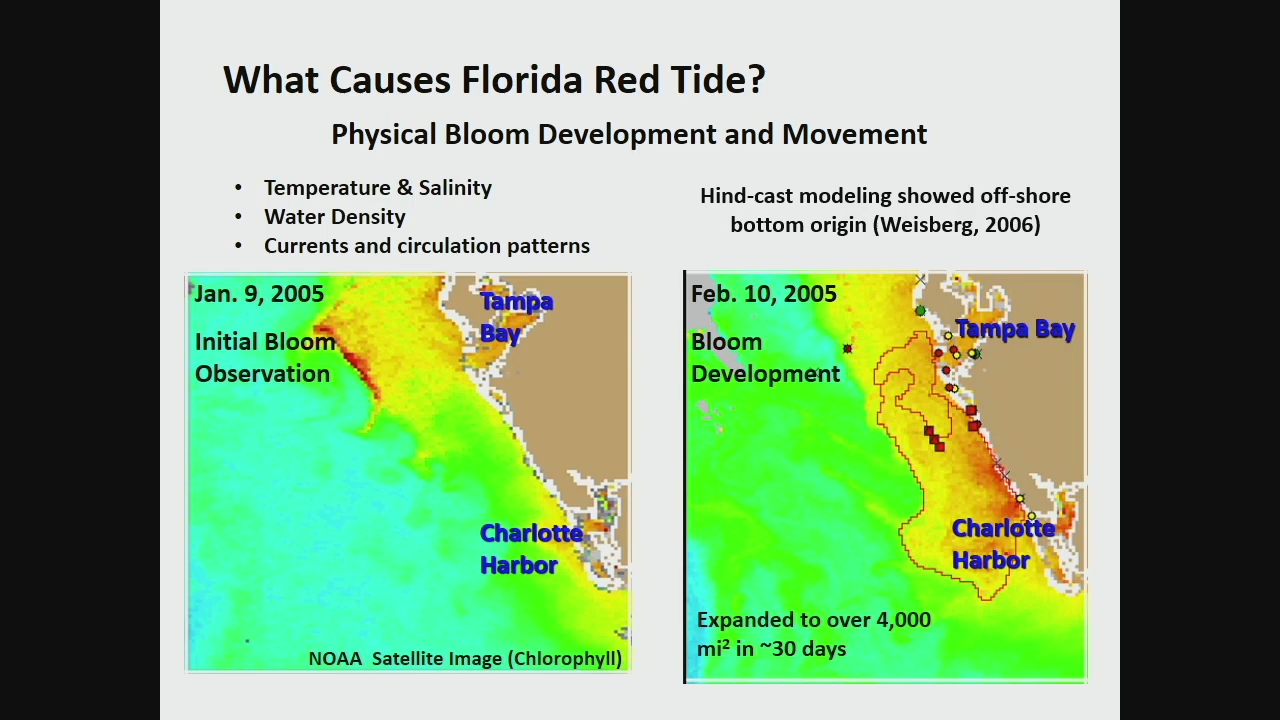 What Causes Florida Red Tide?
Physical Bloom Development and Movement
• Temperature & Salinity
• Water Density
• Currents and circulation patterns
Hind-cast modeling showed off-shore
bottom origin (Weisberg, 2006)
Jan. 9, 2005
Initial Bloom
Observation
Tampa
Bay
Charlotte
Harbor
NOAA Satellite Image (Chlorophyll)
Feb. 10, 2005
Bloom
Development
Tampa Bay
Charlotte
Harbor
Expanded to over 4,000
mi² in ~30 days